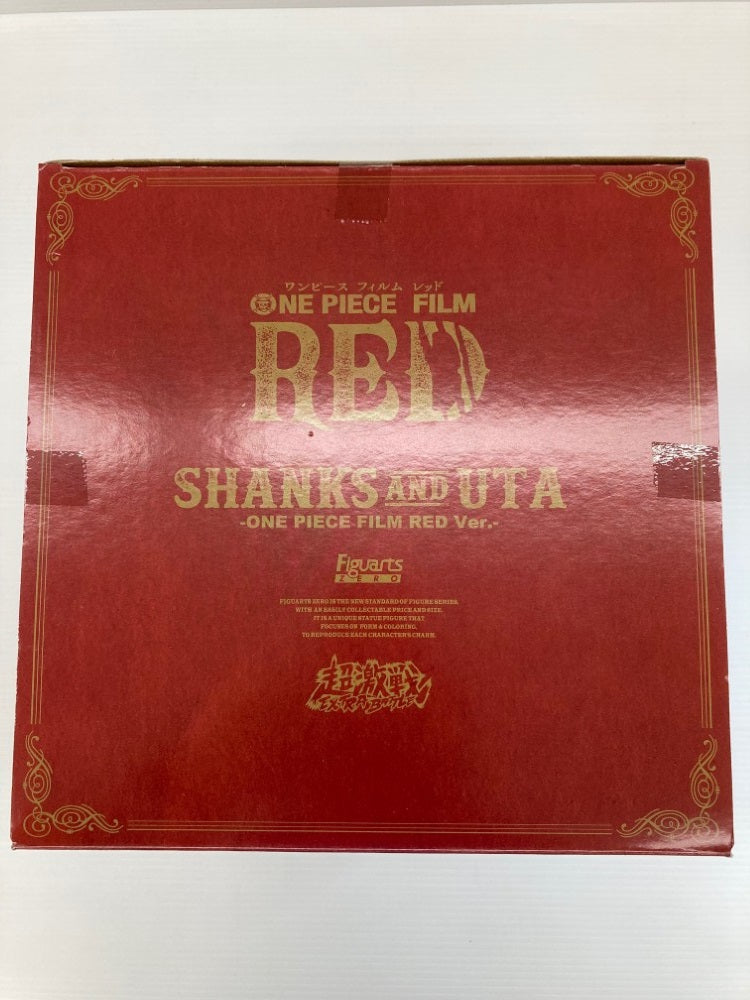 ワンピース フィルム レッド
ONE PIECE FILM
RED
SHANKS AND UTA
-ONE PIECE FILM RED Ver.-
Figuarts
ZERO
FIGUARTS ZERO IS THE NEW STANDARD OF FIGURE SERIES,
WITH AN EASILY COLLECTABLE PRICE AND SIZE.
IT IS A UNIQUE STATUE FIGURE THAT
FOCUSES ON FORM & COLORING,
TO REPRODUCE EACH CHARACTER'S CHARM.
超激戦
EXTRA BATTLE